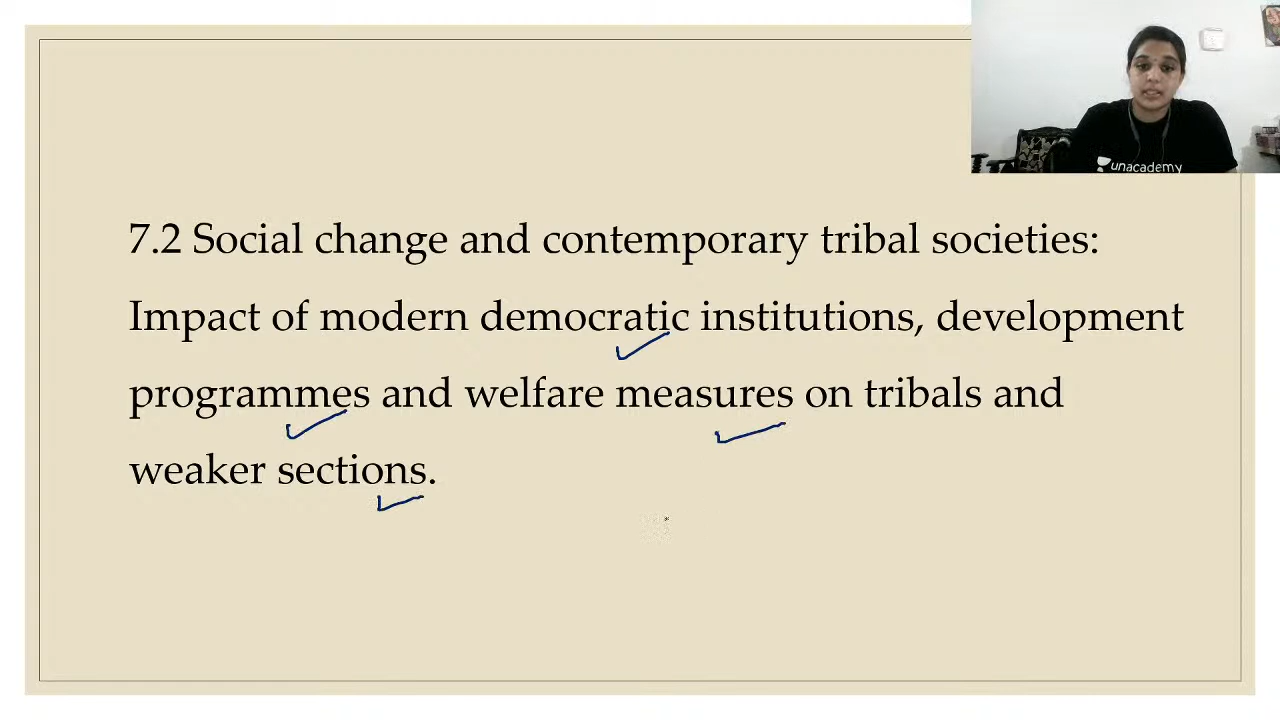 unacademy
7.2 Social change and contemporary tribal societies:
Impact of modern democratic institutions, development
programmes and welfare measures on tribals and
weaker sections.